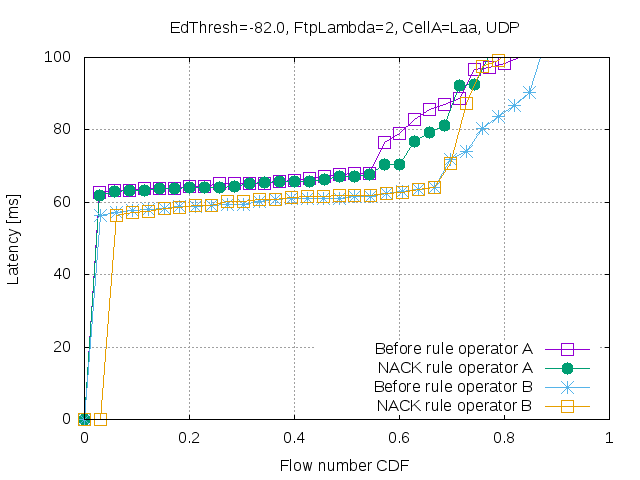 EdThresh=-82.0, FtpLambda=2, CellA=Laa, UDP
100
80
60
40
20
0
Latency [ms]
Before rule operator A
NACK rule operator A
Before rule operator B
NACK rule operator B
0 0.2 0.4 0.6 0.8 1
Flow number CDF